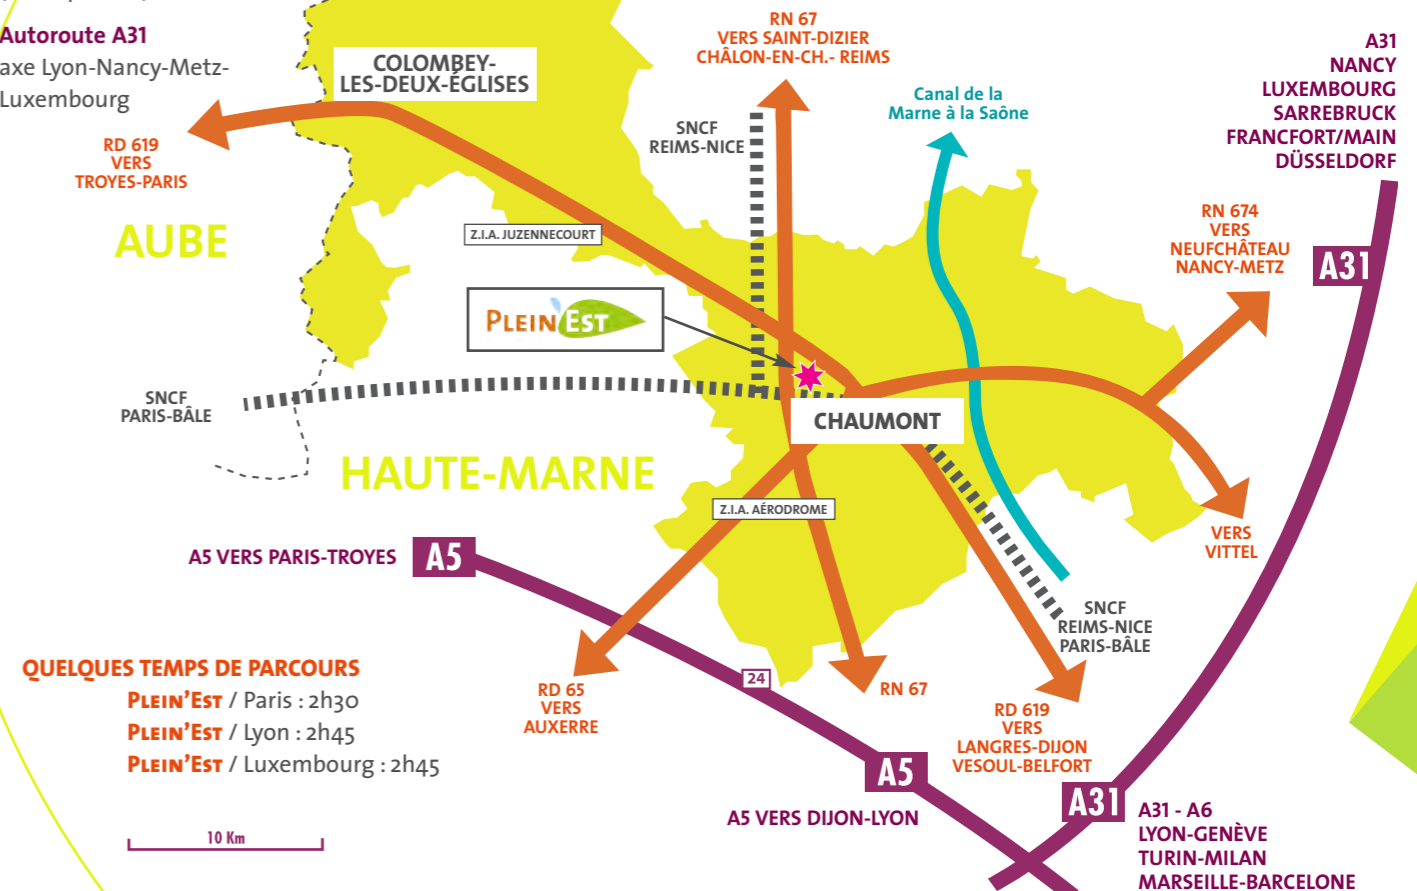 Autoroute A31
axe Lyon-Nancy-Metz-
Luxembourg
COLOMBEY-
LES-DEUX-ÉGLISES
RN 67
VERS SAINT-DIZIER
CHÂLON-EN-CH.- REIMS
A31
NANCY
LUXEMBOURG
SARREBRUCK
FRANCFORT/MAIN
DÜSSELDORF
Canal de la
Marne à la Saône
SNCF
REIMS-NICE
RD 619
VERS
TROYES-PARIS
AUBE
Z.I.A. JUZENNECOURT
RN 674
VERS
NEUFCHÂTEAU
NANCY-METZ
A31
PLEIN'EST
SNCF
PARIS-BÂLE
CHAUMONT
HAUTE-MARNE
Z.I.A. AÉRODROME
VERS
VITTEL
A5 VERS PARIS-TROYES
A5
SNCF
REIMS-NICE
PARIS-BÂLE
QUELQUES TEMPS DE PARCOURS
PLEIN'EST / Paris : 2h30
PLEIN'EST / Lyon : 2h45
PLEIN'EST / Luxembourg : 2h45
24
RD 65
VERS
AUXERRE
RN 67
RD 619
VERS
LANGRES-DIJON
VESOUL-BELFORT
A5
A5 VERS DIJON-LYON
A31
A31 - A6
LYON-GENÈVE
TURIN-MILAN
MARSEILLE-BARCELONE
10 Km